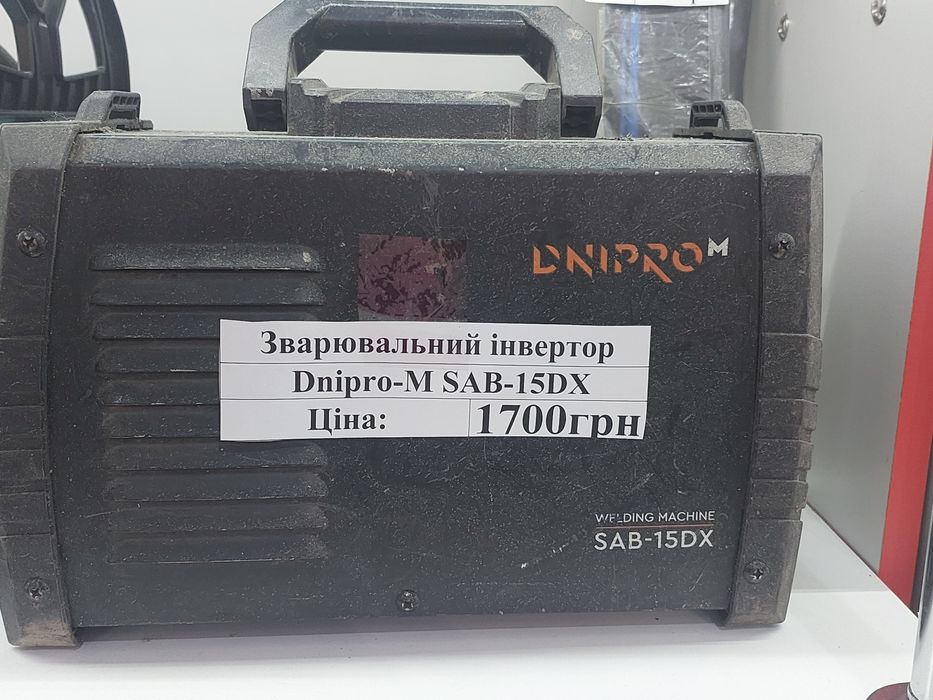 DNIPRO M
Зварювальний інвертор
Dnipro-M SAB-15DX
Ціна: 1700грн
WELDING MACHINE
SAB-15DX